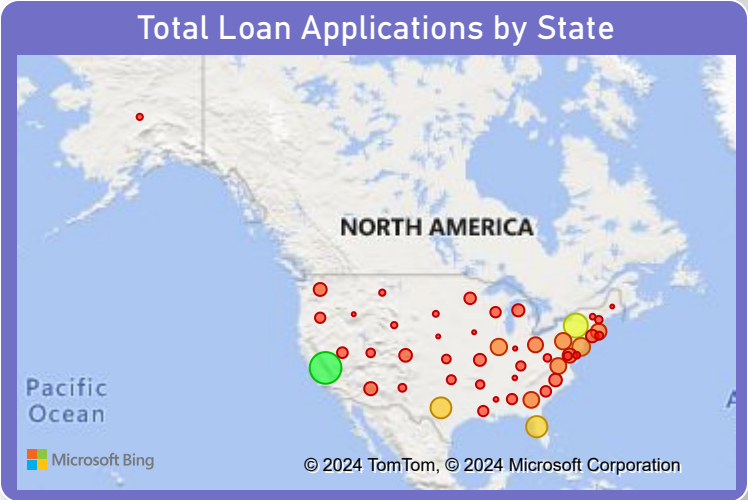 Total Loan Applications by State
NORTH AMERICA
Pacific
Ocean
A
Microsoft Bing
© 2024 TomTom, © 2024 Microsoft Corporation